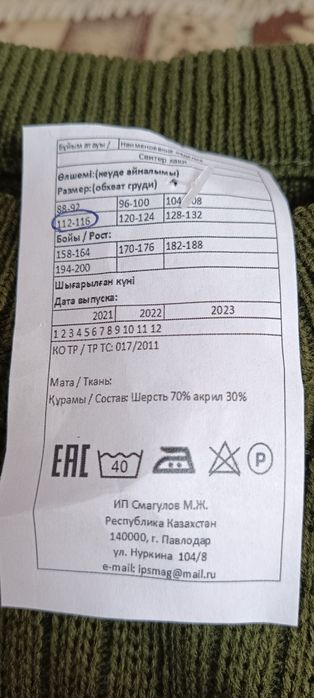 Бұйым атауы / Наименование изделия
Свитер хаки
Өлшемі:(кеуде айналымы)
Размер:(обхват груди)
88-92 96-100 104-108
112-116 120-124 128-132
Бойы / Рост:
158-164 170-176 182-188
194-200
Шығарылған күні
Дата выпуска:
2021 2022 2023
1 2 3 4 5 6 7 8 9 10 11 12
КО ТР / ТР ТС: 017/2011
Мата / Ткань:
Құрамы / Состав: Шерсть 70% акрил 30%
EAC 40 P
ИП Смагулов М.Ж.
Республика Казахстан
140000, г. Павлодар
ул. Нуркина 104/8
e-mail: ipsmag@mail.ru